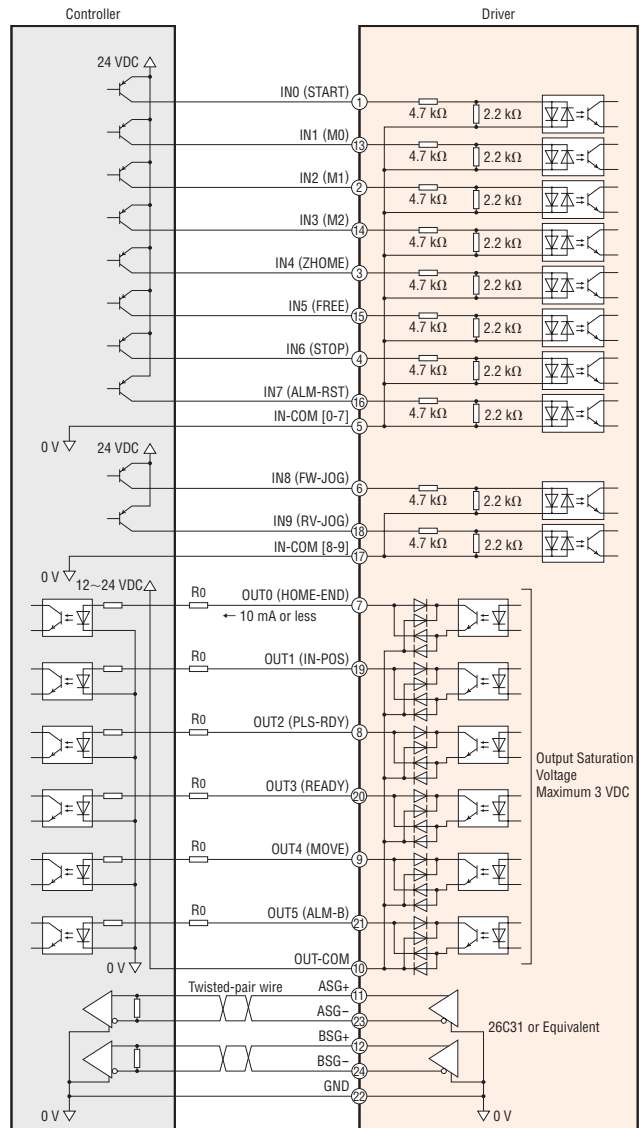 Controller
Driver
24 VDC
IN0 (START)
1
4.7 kΩ
2.2 kΩ
IN1 (M0)
13
4.7 kΩ
2.2 kΩ
IN2 (M1)
2
4.7 kΩ
2.2 kΩ
IN3 (M2)
14
4.7 kΩ
2.2 kΩ
IN4 (ZHOME)
3
4.7 kΩ
2.2 kΩ
IN5 (FREE)
15
4.7 kΩ
2.2 kΩ
IN6 (STOP)
4
4.7 kΩ
2.2 kΩ
IN7 (ALM-RST)
16
4.7 kΩ
2.2 kΩ
IN-COM [0-7]
5
0 V
24 VDC
IN8 (FW-JOG)
6
4.7 kΩ
2.2 kΩ
IN9 (RV-JOG)
18
4.7 kΩ
2.2 kΩ
IN-COM [8-9]
17
0 V
12~24 VDC
R0
OUT0 (HOME-END)
7
← 10 mA or less
R0
OUT1 (IN-POS)
19
R0
OUT2 (PLS-RDY)
8
Output Saturation
Voltage
Maximum 3 VDC
R0
OUT3 (READY)
20
R0
OUT4 (MOVE)
9
R0
OUT5 (ALM-B)
21
0 V
OUT-COM
10
Twisted-pair wire
ASG+
11
ASG−
23
26C31 or Equivalent
BSG+
12
BSG−
24
GND
22
0 V
0 V